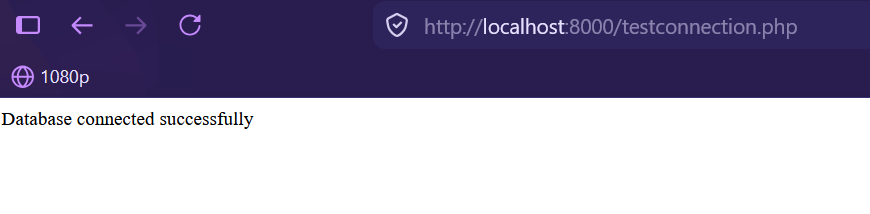 http://localhost:8000/testconnection.php
1080p
Database connected successfully